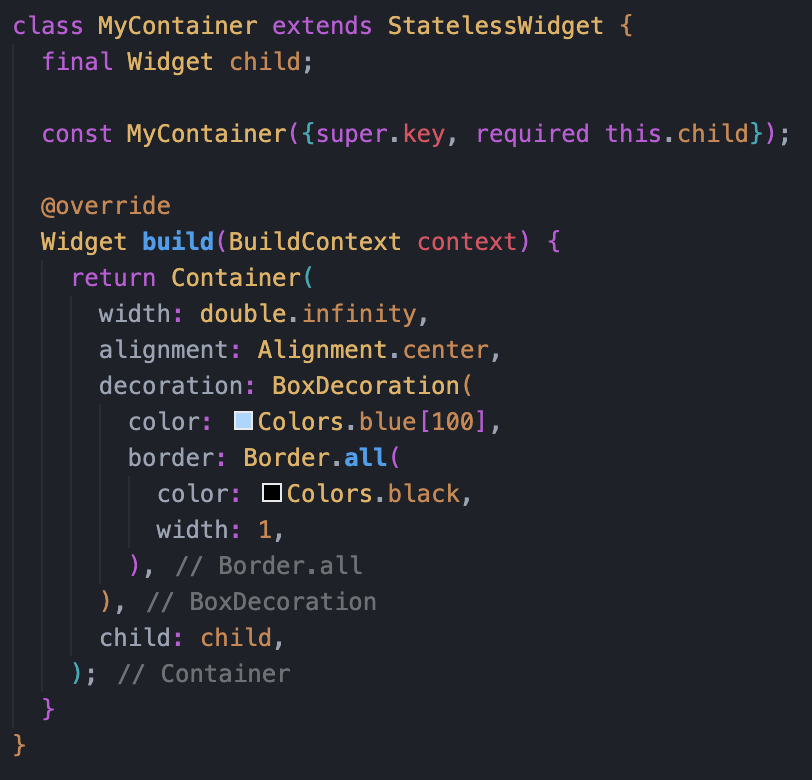 class MyContainer extends StatelessWidget {
  final Widget child;

  const MyContainer({super.key, required this.child});

  @override
  Widget build(BuildContext context) {
    return Container(
      width: double.infinity,
      alignment: Alignment.center,
      decoration: BoxDecoration(
        color: Colors.blue[100],
        border: Border.all(
          color: Colors.black,
          width: 1,
        ), // Border.all
      ), // BoxDecoration
      child: child,
    ); // Container
  }
}